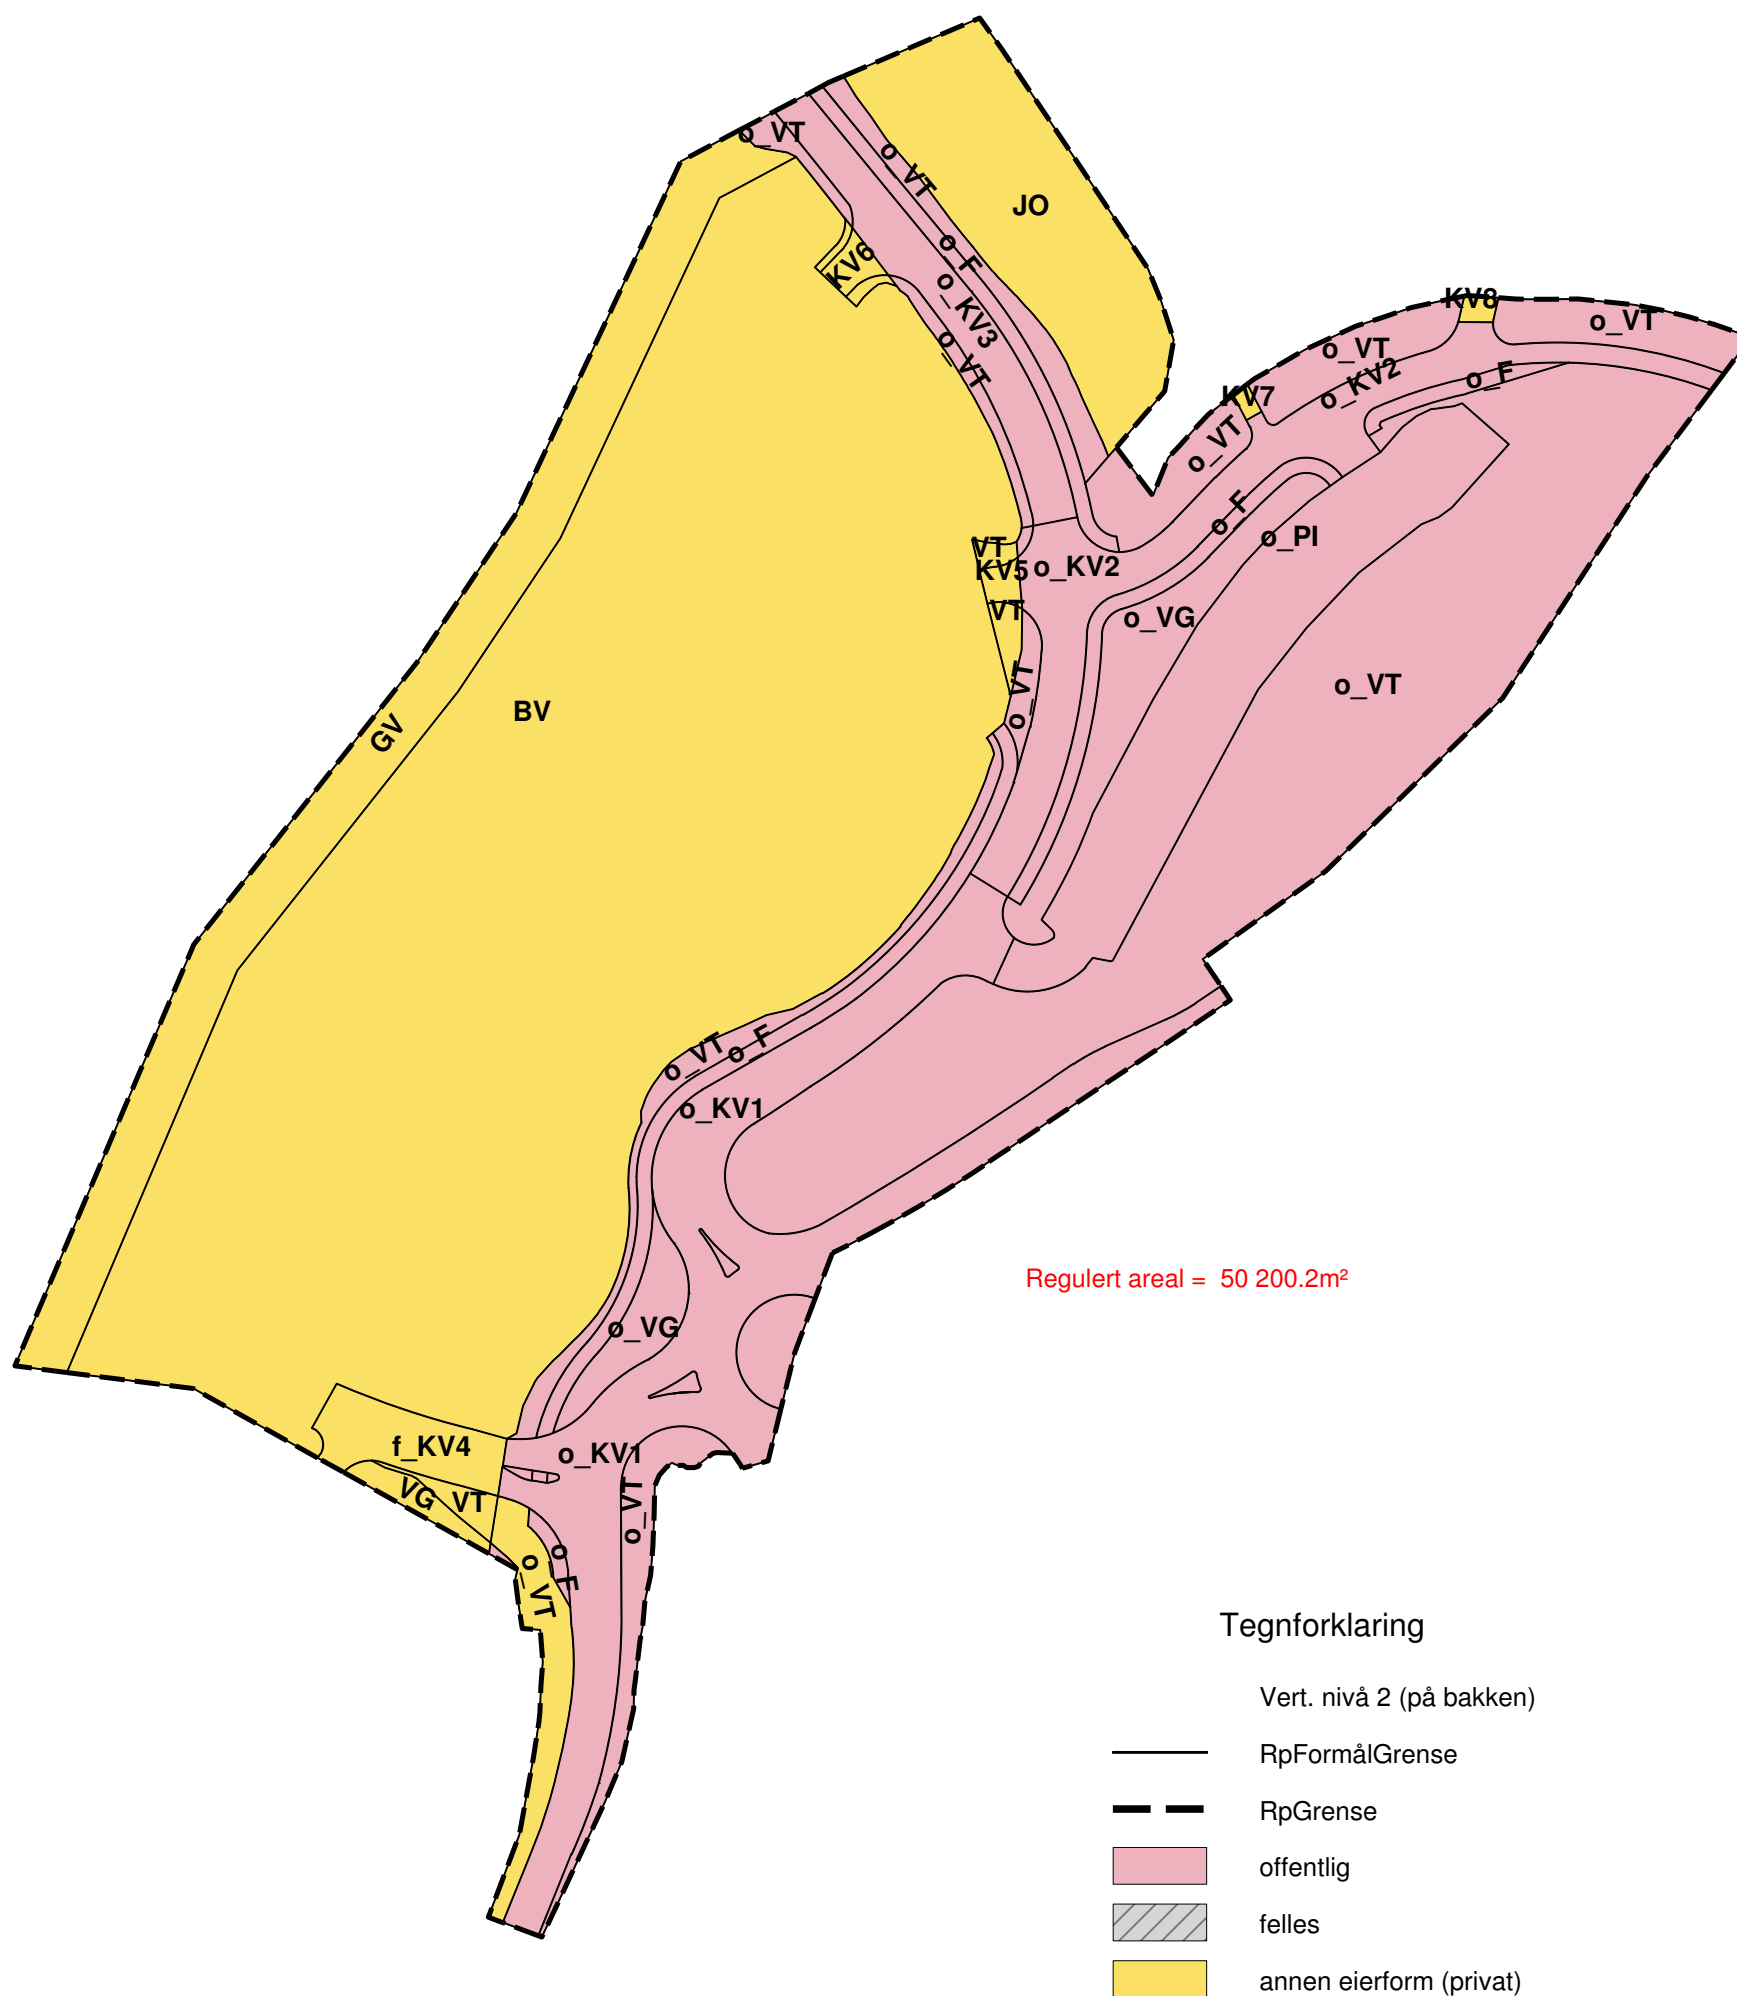 o_VT
o_VT
JO
o_F
KV6
o_KV3
KV8
o_VT
o_VT
o_VT
o_F
o_KV2
KV7
o_VT
o_F
o_PI
VT
KV5
o_KV2
VT
o_VG
o_VT
o_VT
BV
GV
o_VT
o_F
o_KV1
Regulert areal = 50 200.2m²
o_VG
f_KV4
o_KV1
VG
VT
o_VT
o_F
o_VT
Tegnforklaring
Vert. nivå 2 (på bakken)
RpFormålGrense
RpGrense
offentlig
felles
annen eierform (privat)